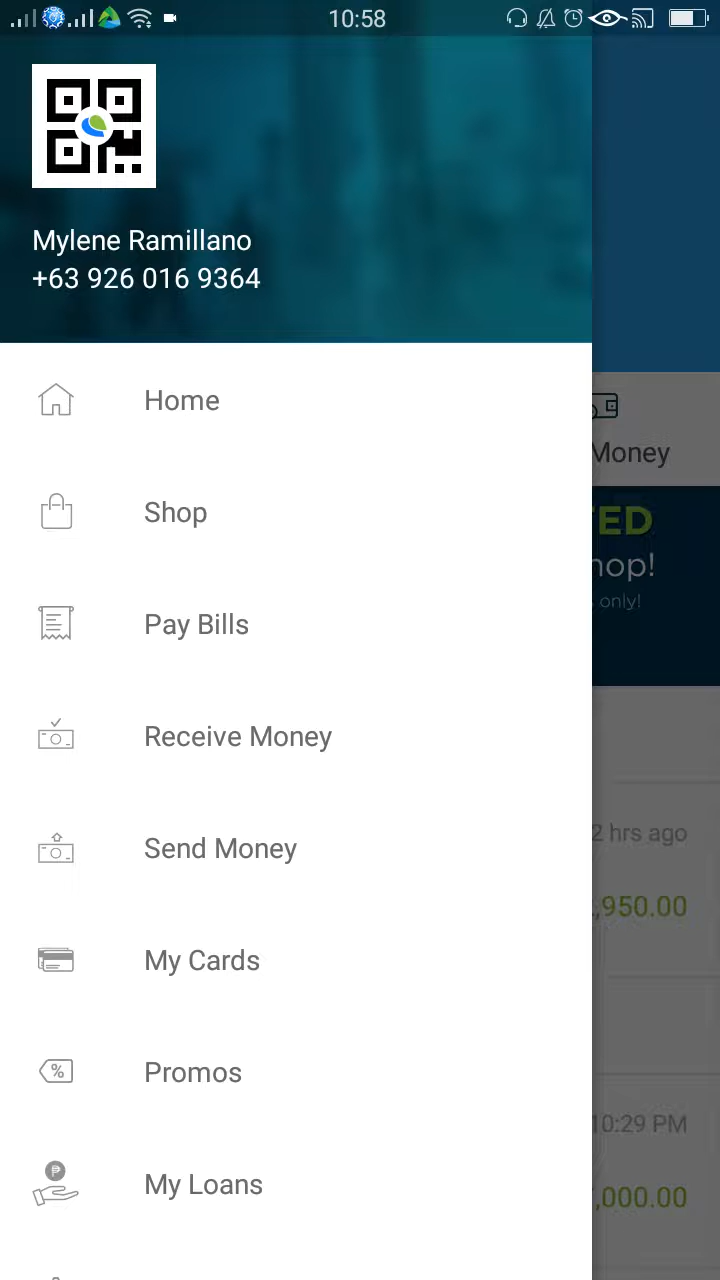 10:58
Mylene Ramillano
+63 926 016 9364
Home
Shop
Pay Bills
Receive Money
Send Money
My Cards
Promos
My Loans
Money
TED
hop!
only!
2 hrs ago
,950.00
10:29 PM
,000.00